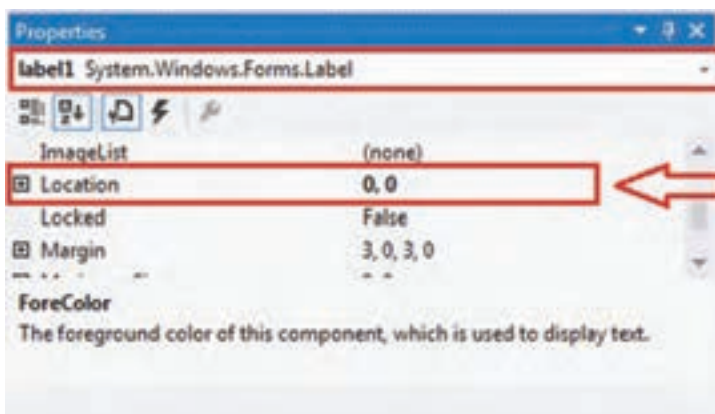 Properties
label1 System.Windows.Forms.Label
ImageList (none)
Location 0, 0
Locked False
Margin 3, 0, 3, 0
ForeColor
The foreground color of this component, which is used to display text.